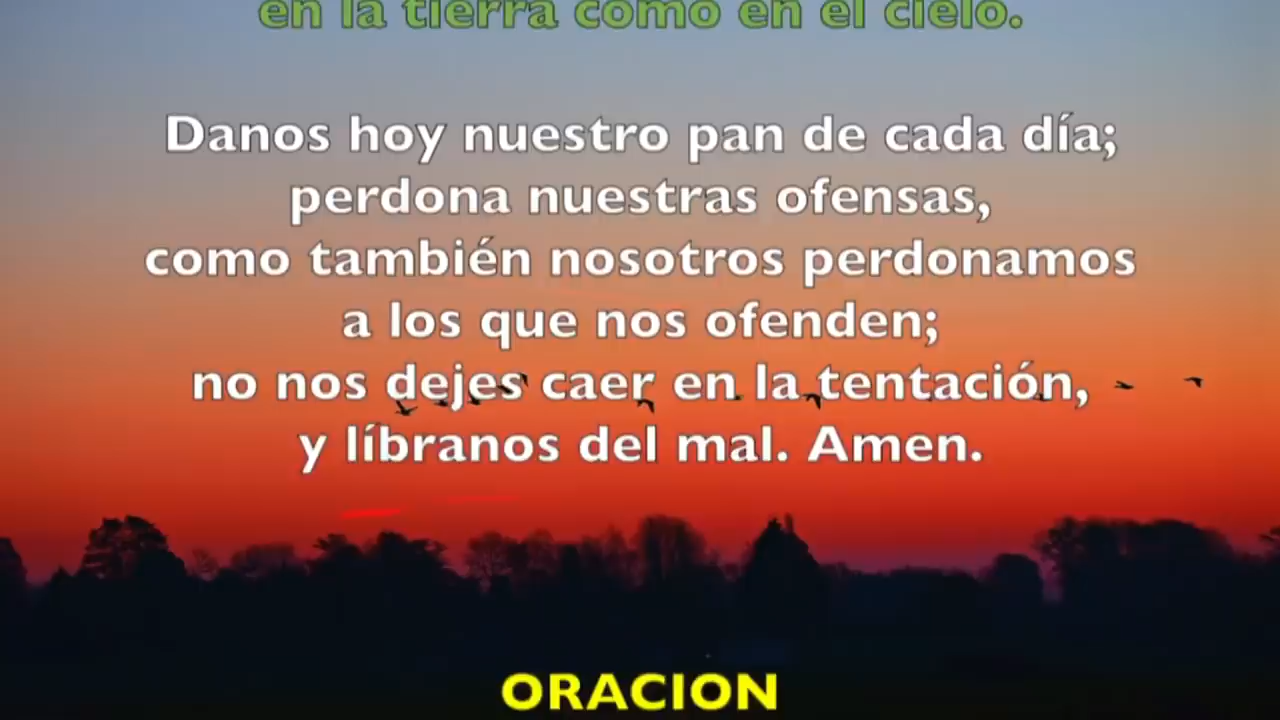 en la tierra como en el cielo.
Danos hoy nuestro pan de cada día;
perdona nuestras ofensas,
como también nosotros perdonamos
a los que nos ofenden;
no nos dejes caer en la tentación,
y líbranos del mal. Amen.
ORACION